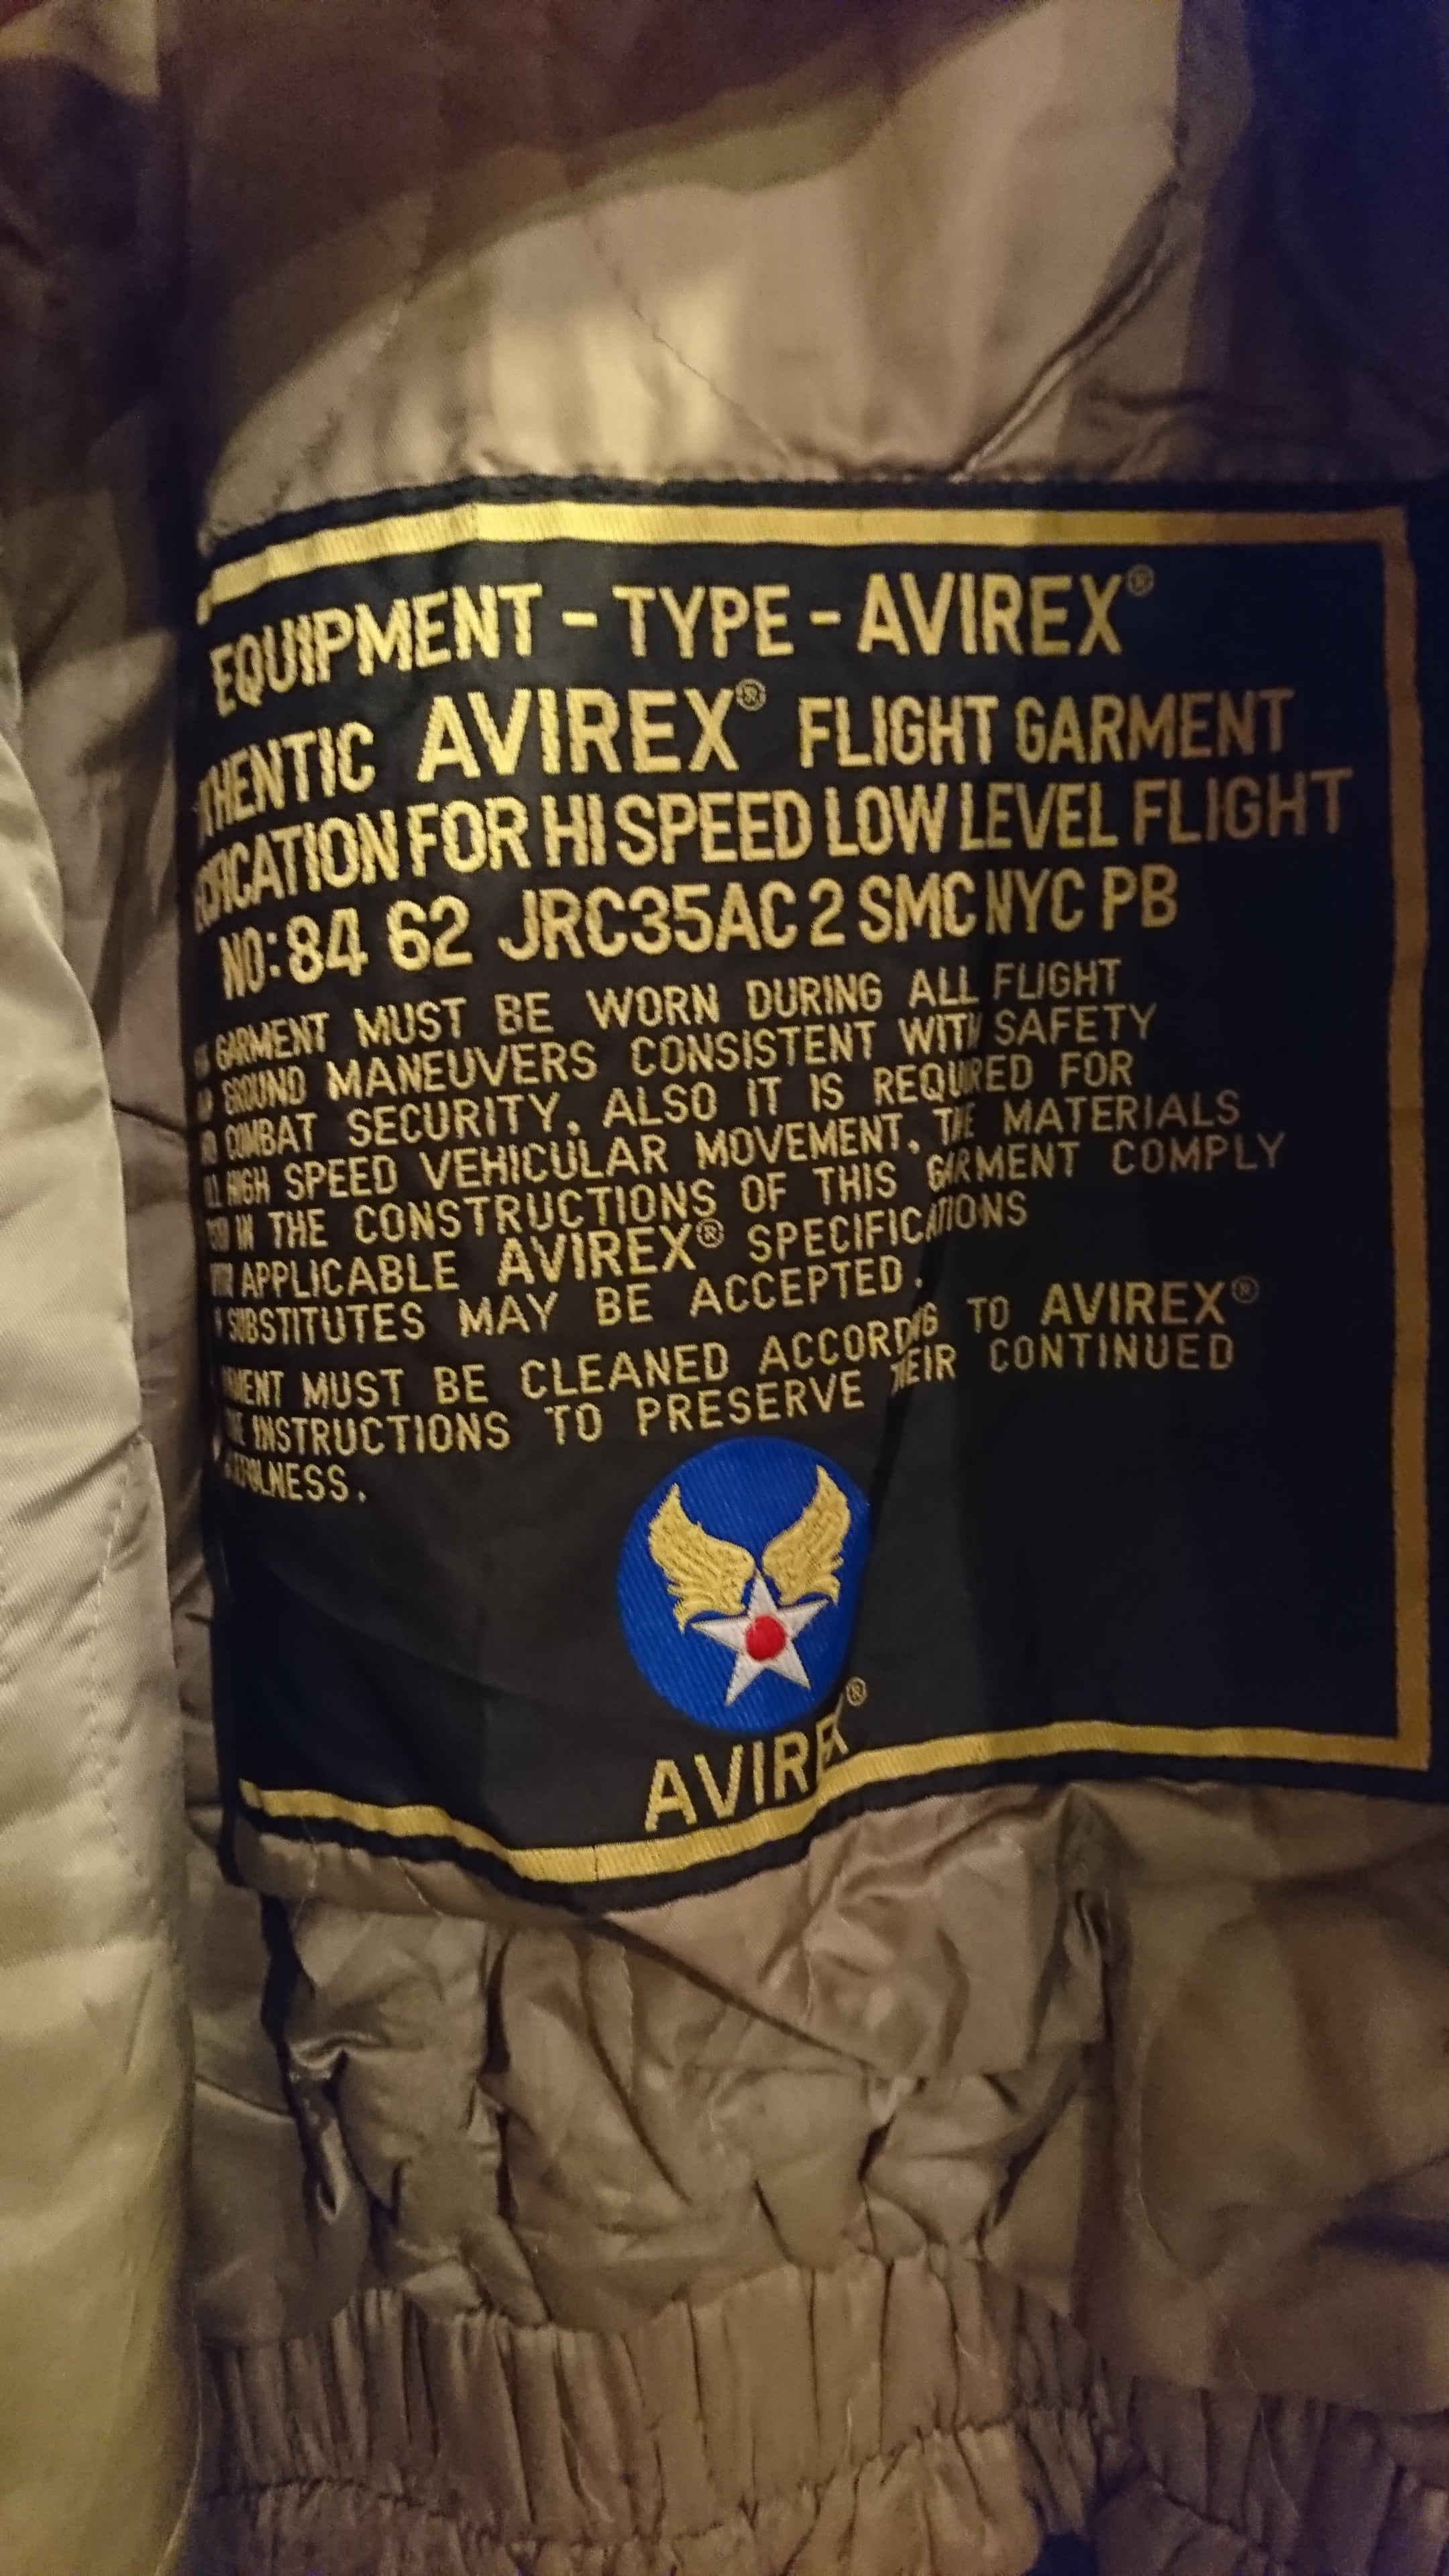 EQUIPMENT - TYPE - AVIREX®
AVIREX® FLIGHT GARMENT
FOR HI SPEED LOW LEVEL FLIGHT
NO: 84 62 JRC35AC 2 SMC NYC PB
GARMENT MUST BE WORN DURING ALL FLIGHT
GROUND MANEUVERS CONSISTENT WITH SAFETY
COMBAT SECURITY. ALSO IT IS REQUIRED FOR
HIGH SPEED VEHICULAR MOVEMENT. THE MATERIALS
IN THE CONSTRUCTIONS OF THIS GARMENT COMPLY
APPLICABLE AVIREX® SPECIFICATIONS
SUBSTITUTES MAY BE ACCEPTED.
MUST BE CLEANED ACCORDING TO AVIREX®
INSTRUCTIONS TO PRESERVE THEIR CONTINUED
AVIREX®